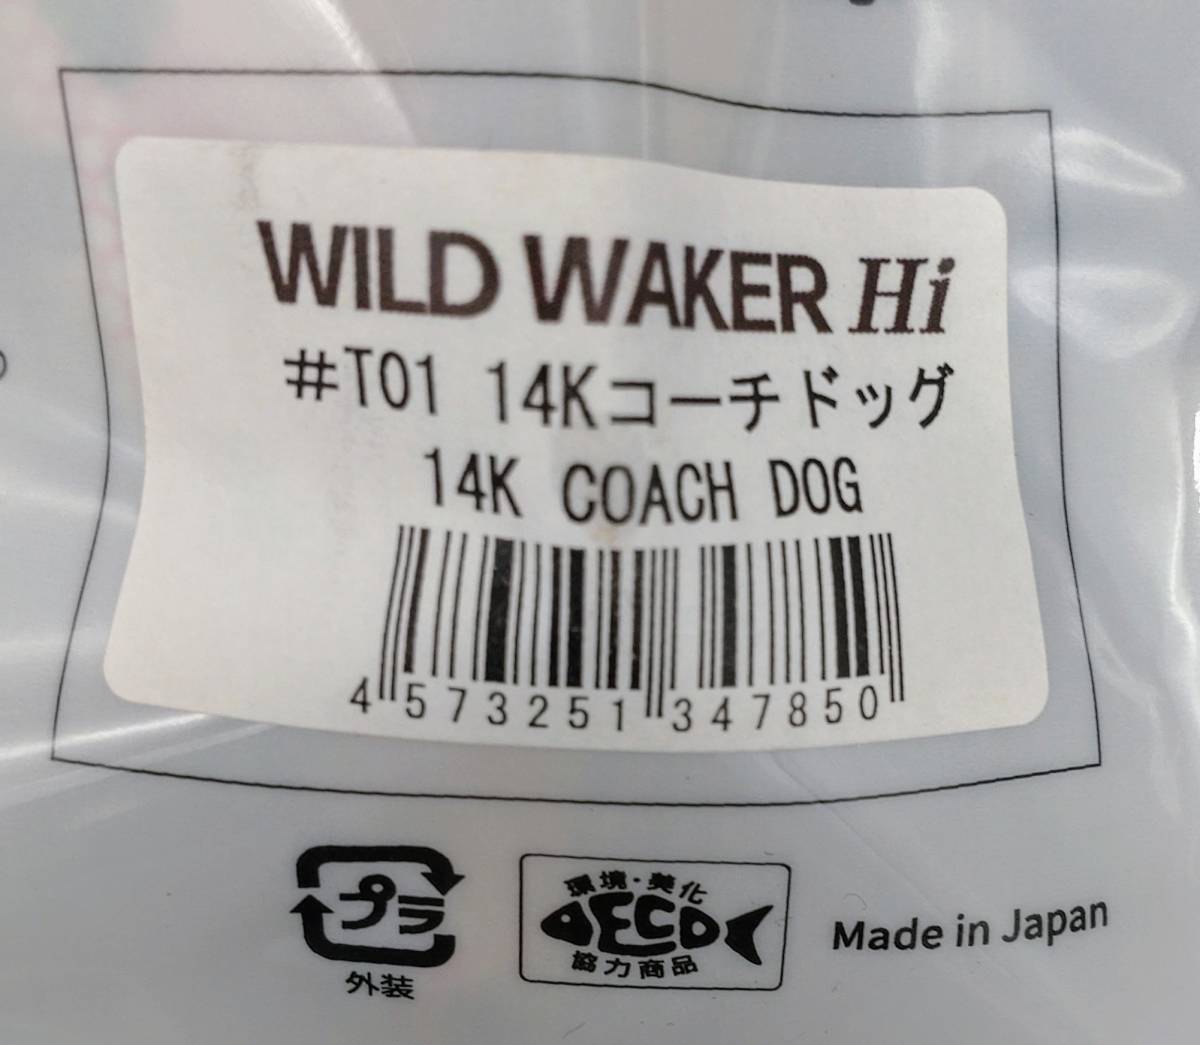 WILD WAKER Hi
#T01 14Kコーチドッグ
14K COACH DOG
4 573251 347850
プラ
外装
環境・美化
ECO
協力商品
Made in Japan